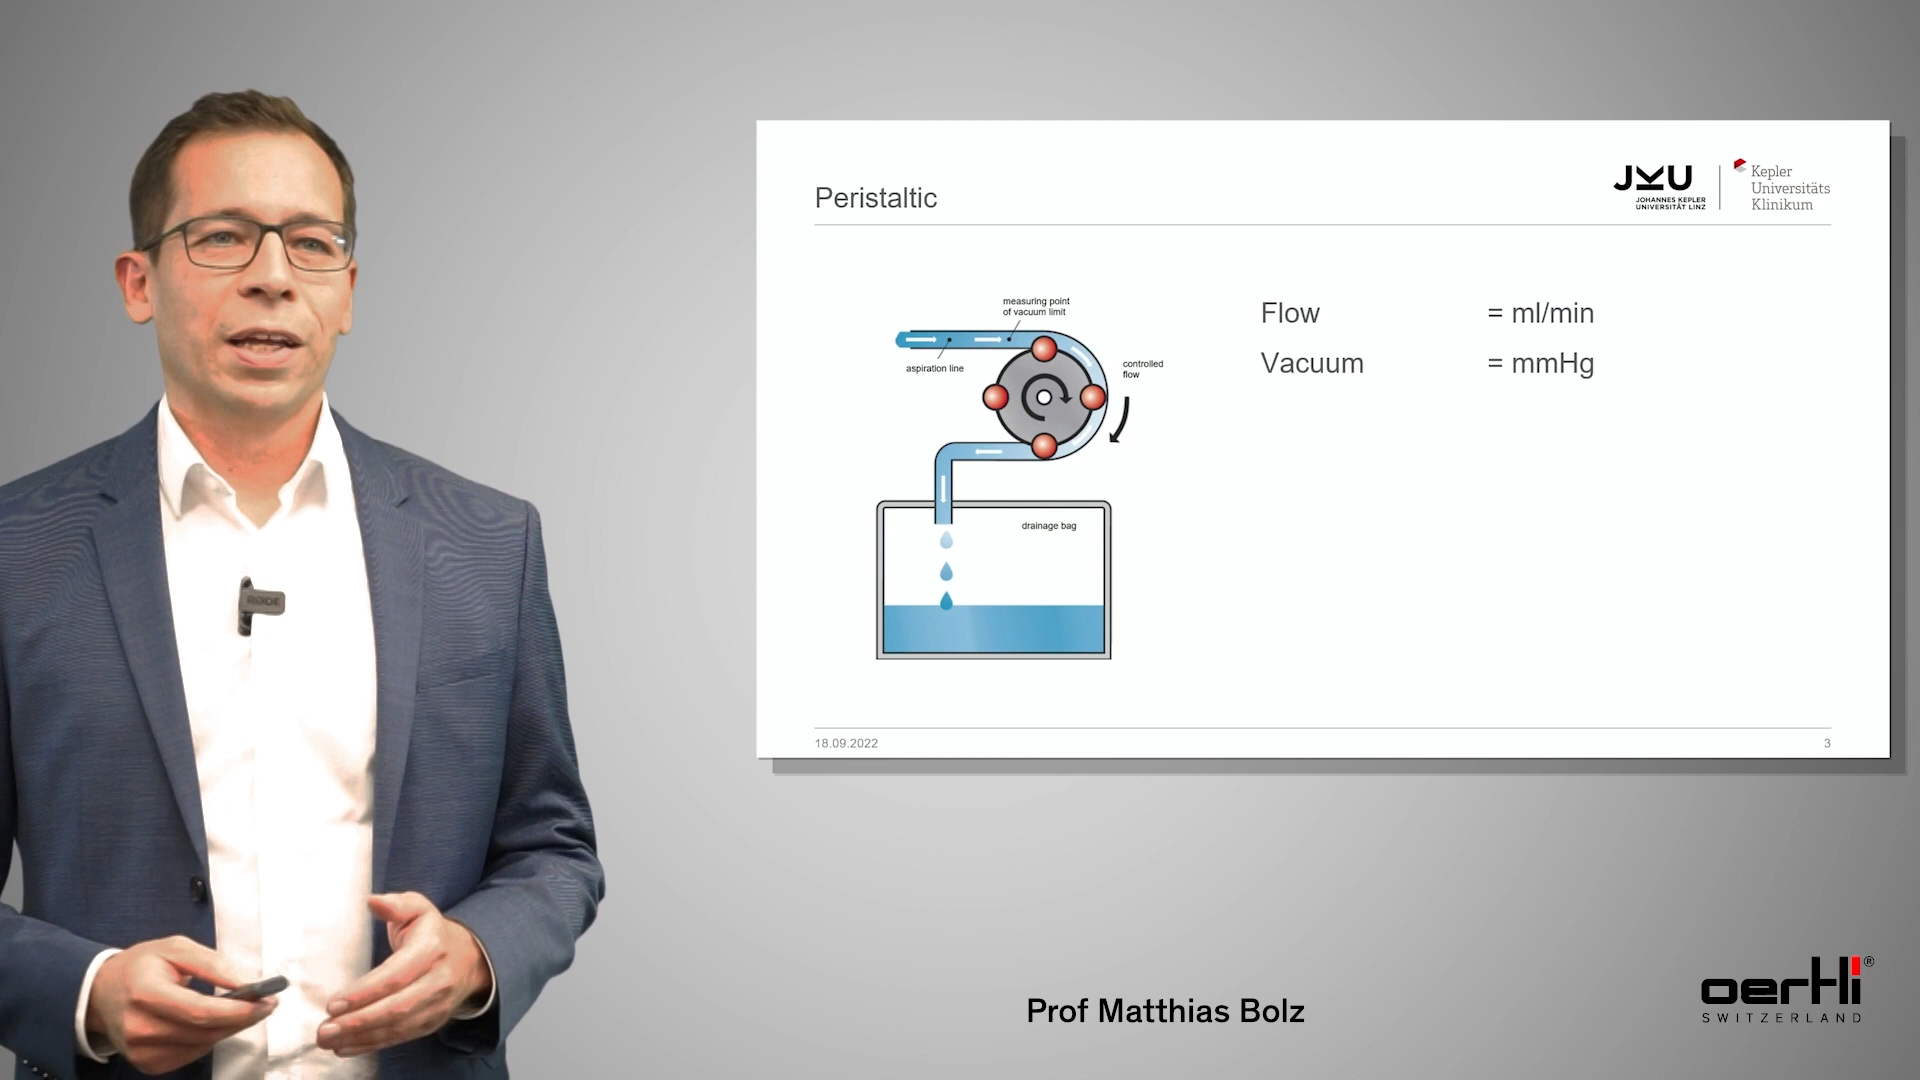 Peristaltic
JKU
JOHANNES KEPLER
UNIVERSITÄT LINZ
Kepler
Universitäts
Klinikum
measuring point
of vacuum limit
aspiration line
controlled
flow
drainage bag
Flow = ml/min
Vacuum = mmHg
18.09.2022
3
RØDE
Prof Matthias Bolz
oertli®
SWITZERLAND